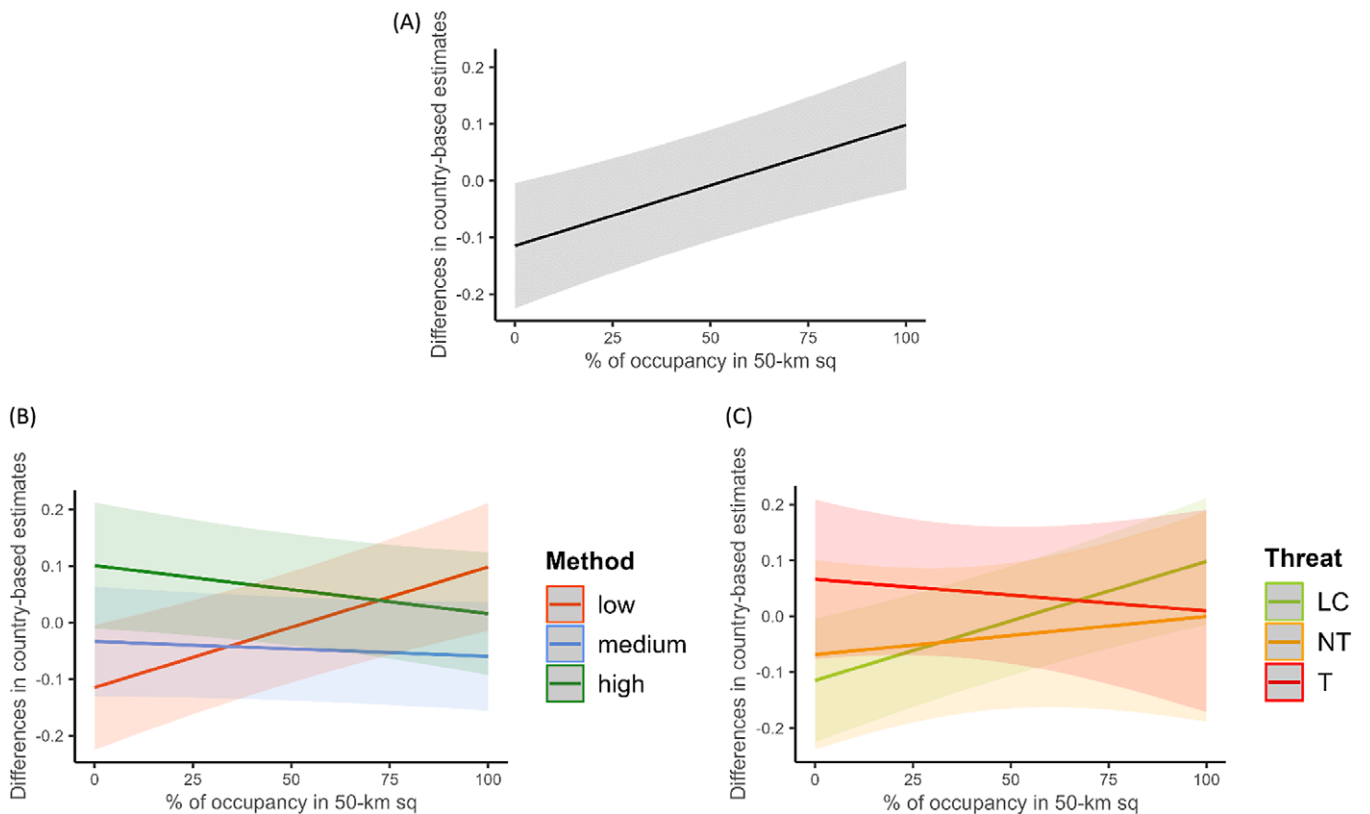 (A)
Differences in country-based estimates
0.2
0.1
0.0
-0.1
-0.2
0 25 50 75 100
% of occupancy in 50-km sq
(B)
Differences in country-based estimates
0.2
0.1
0.0
-0.1
-0.2
0 25 50 75 100
% of occupancy in 50-km sq
Method
low
medium
high
(C)
Differences in country-based estimates
0.2
0.1
0.0
-0.1
-0.2
0 25 50 75 100
% of occupancy in 50-km sq
Threat
LC
NT
T